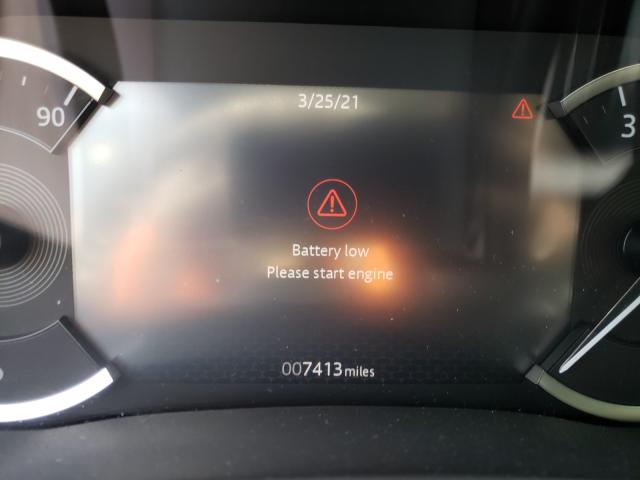 3/25/21
90
3
Battery low
Please start engine
007413 miles